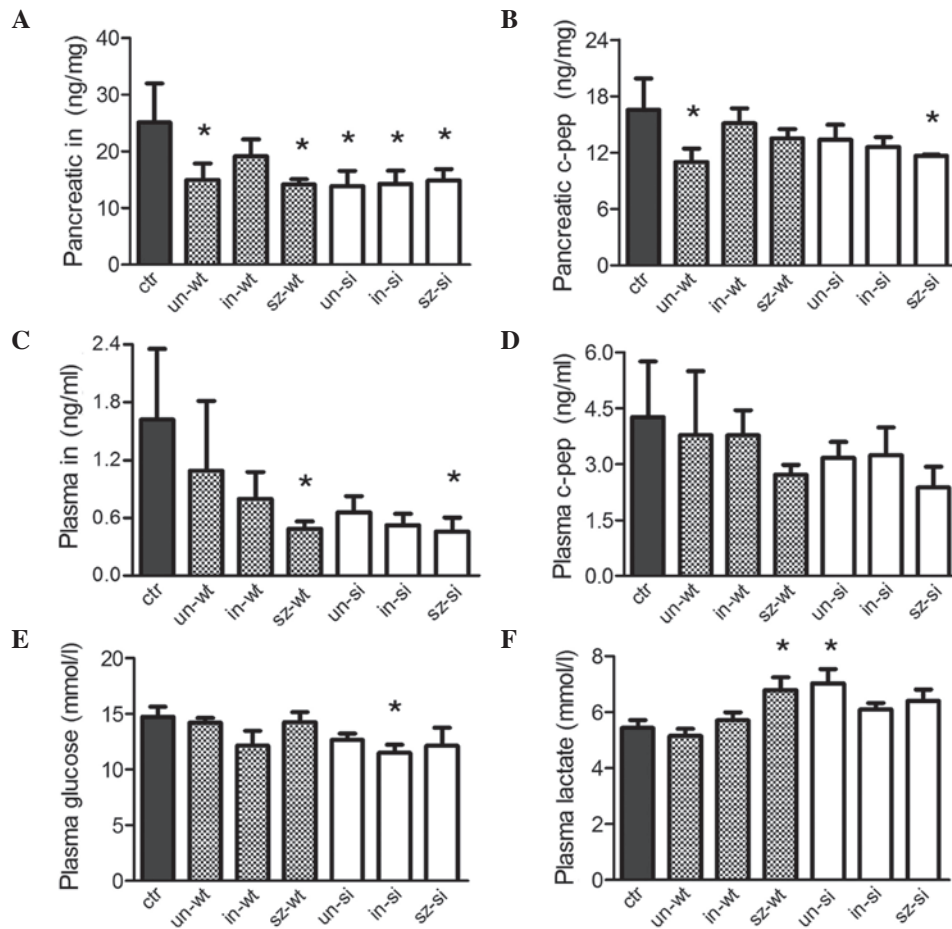 A
Pancreatic in (ng/mg)
40
30
20
10
0
* * * * *
ctr un-wt in-wt sz-wt un-si in-si sz-si
B
Pancreatic c-pep (ng/mg)
24
18
12
6
0
* *
ctr un-wt in-wt sz-wt un-si in-si sz-si
C
Plasma in (ng/ml)
2.4
1.8
1.2
0.6
0.0
* *
ctr un-wt in-wt sz-wt un-si in-si sz-si
D
Plasma c-pep (ng/ml)
6.0
4.5
3.0
1.5
0.0
ctr un-wt in-wt sz-wt un-si in-si sz-si
E
Plasma glucose (mmol/l)
20
15
10
5
0
*
ctr un-wt in-wt sz-wt un-si in-si sz-si
F
Plasma lactate (mmol/l)
8
6
4
2
0
* *
ctr un-wt in-wt sz-wt un-si in-si sz-si